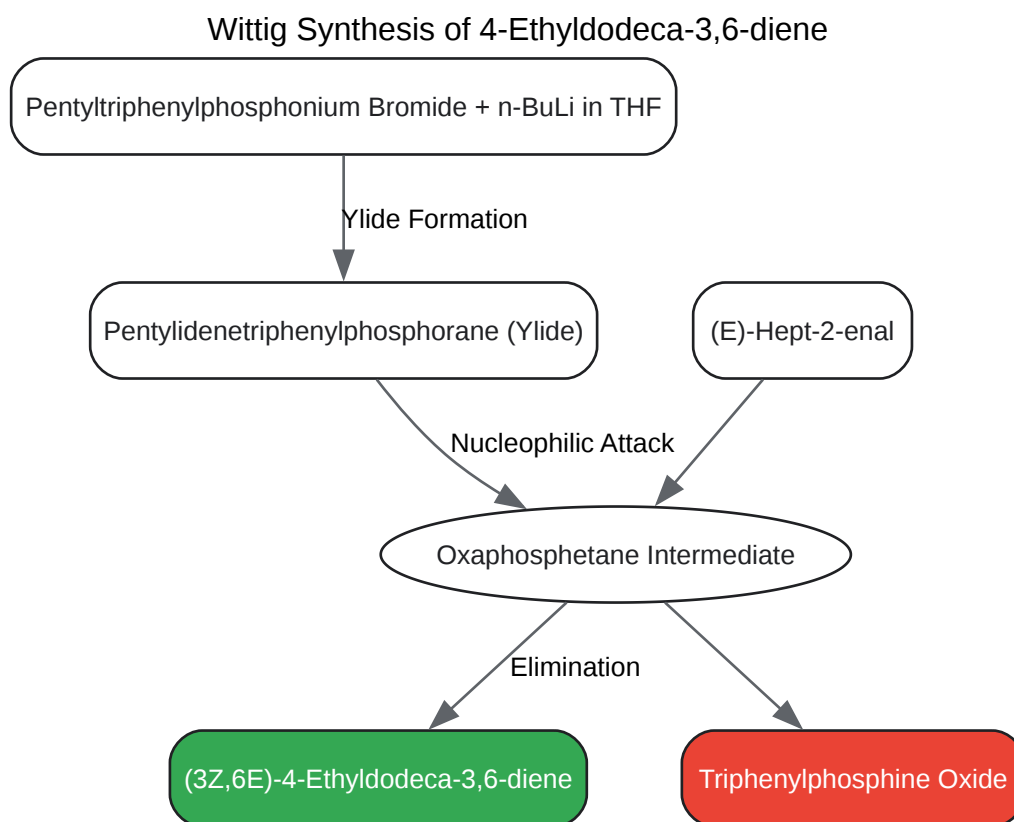 Wittig Synthesis of 4-Ethyldodeca-3,6-diene
Pentyltriphenylphosphonium Bromide + n-BuLi in THF
Ylide Formation
Pentylidenetriphenylphosphorane (Ylide)
(E)-Hept-2-enal
Nucleophilic Attack
Oxaphosphetane Intermediate
Elimination
(3Z,6E)-4-Ethyldodeca-3,6-diene
Triphenylphosphine Oxide